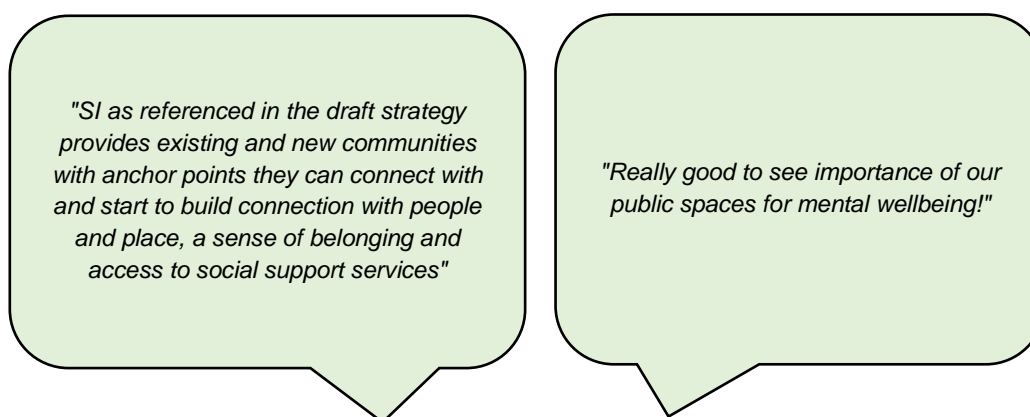 "SI as referenced in the draft strategy
provides existing and new communities
with anchor points they can connect with
and start to build connection with people
and place, a sense of belonging and
access to social support services"
"Really good to see importance of our
public spaces for mental wellbeing!"